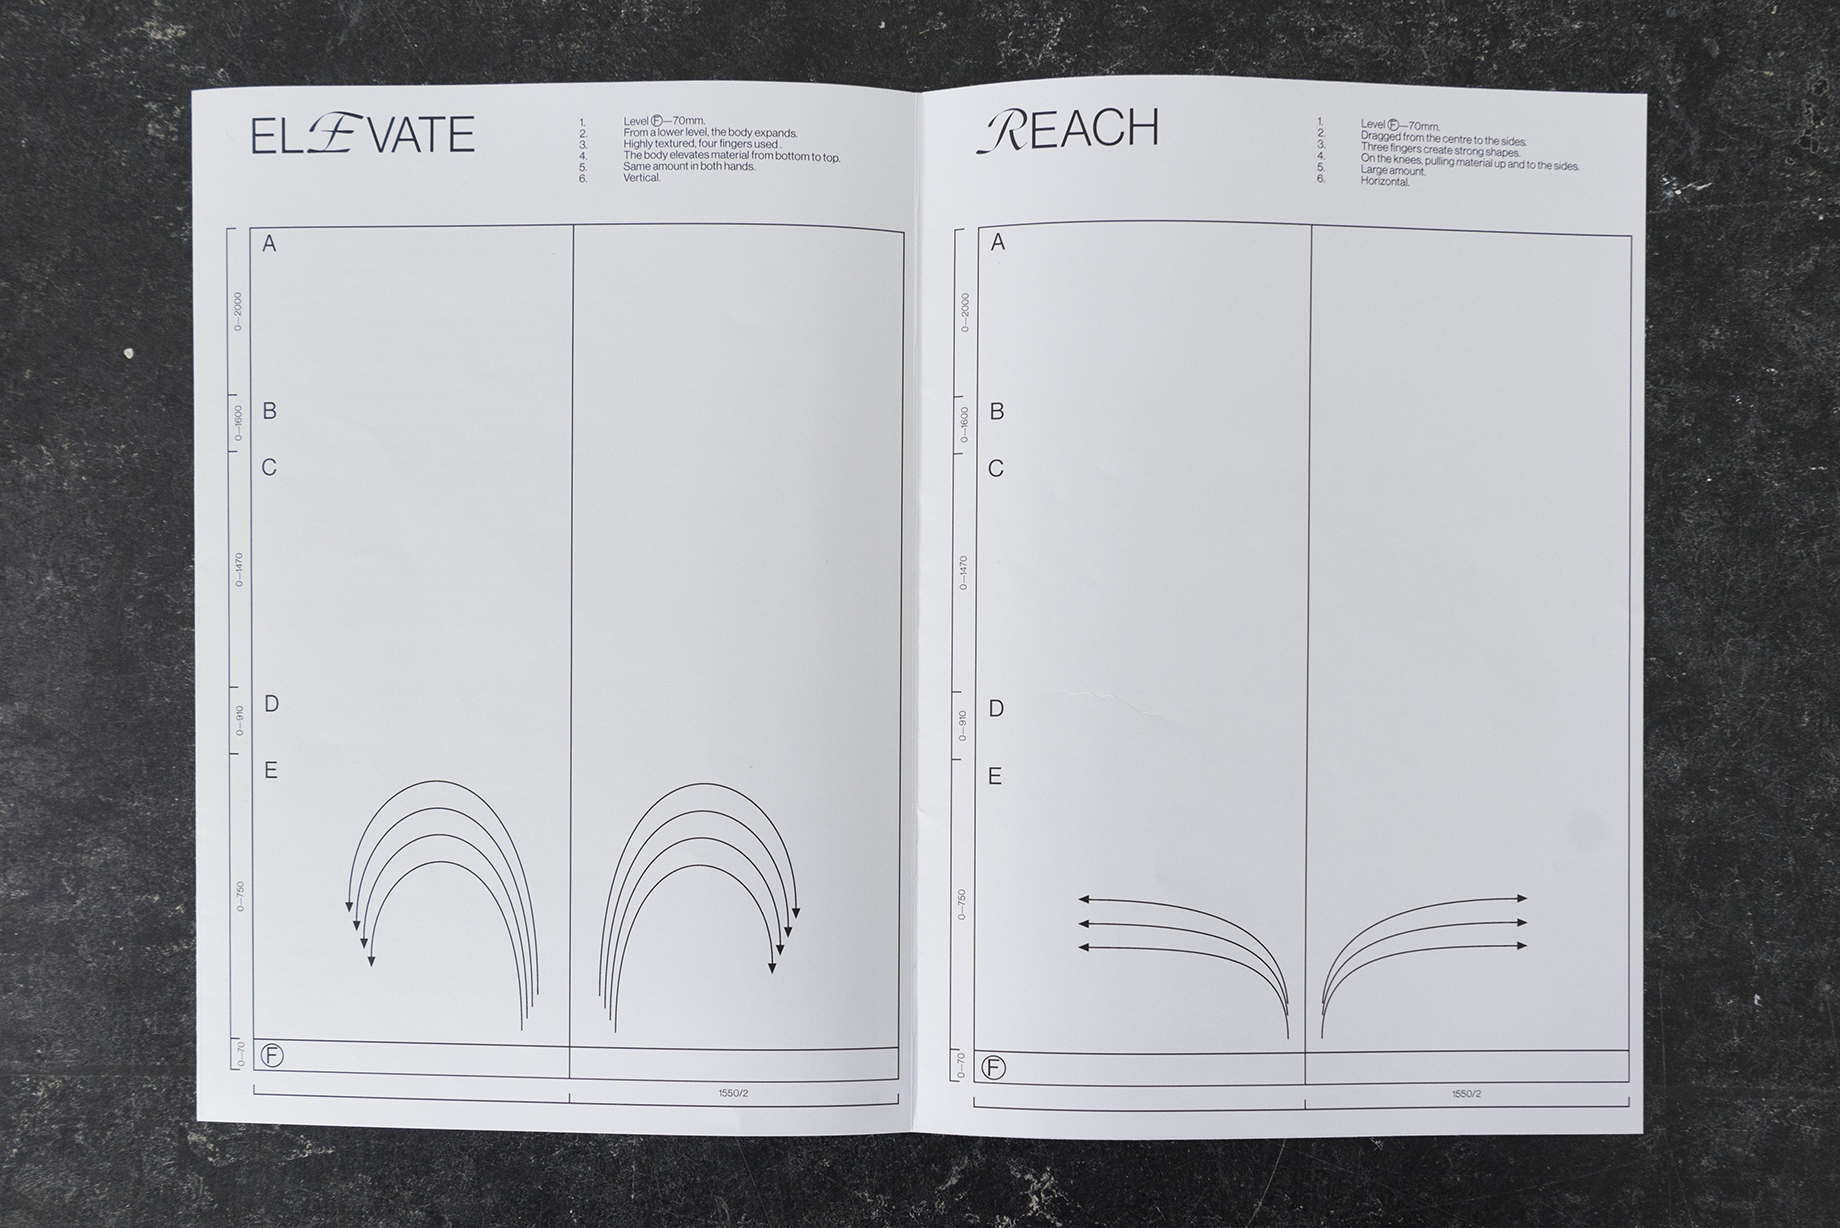 ELEVATE
1. Level Ⓕ—70mm.
2. From a lower level, the body expands.
3. Highly textured, four fingers used .
4. The body elevates material from bottom to top.
5. Same amount in both hands.
6. Vertical.
A
0—2000
B
0—1600
C
0—1470
D
0—910
E
0—750
Ⓕ
0—70
1550/2
REACH
1. Level Ⓕ—70mm.
2. Dragged from the centre to the sides.
3. Three fingers create strong shapes.
4. On the knees, pulling material up and to the sides.
5. Large amount.
6. Horizontal.
A
0—2000
B
0—1600
C
0—1470
D
0—910
E
0—750
Ⓕ
0—70
1550/2